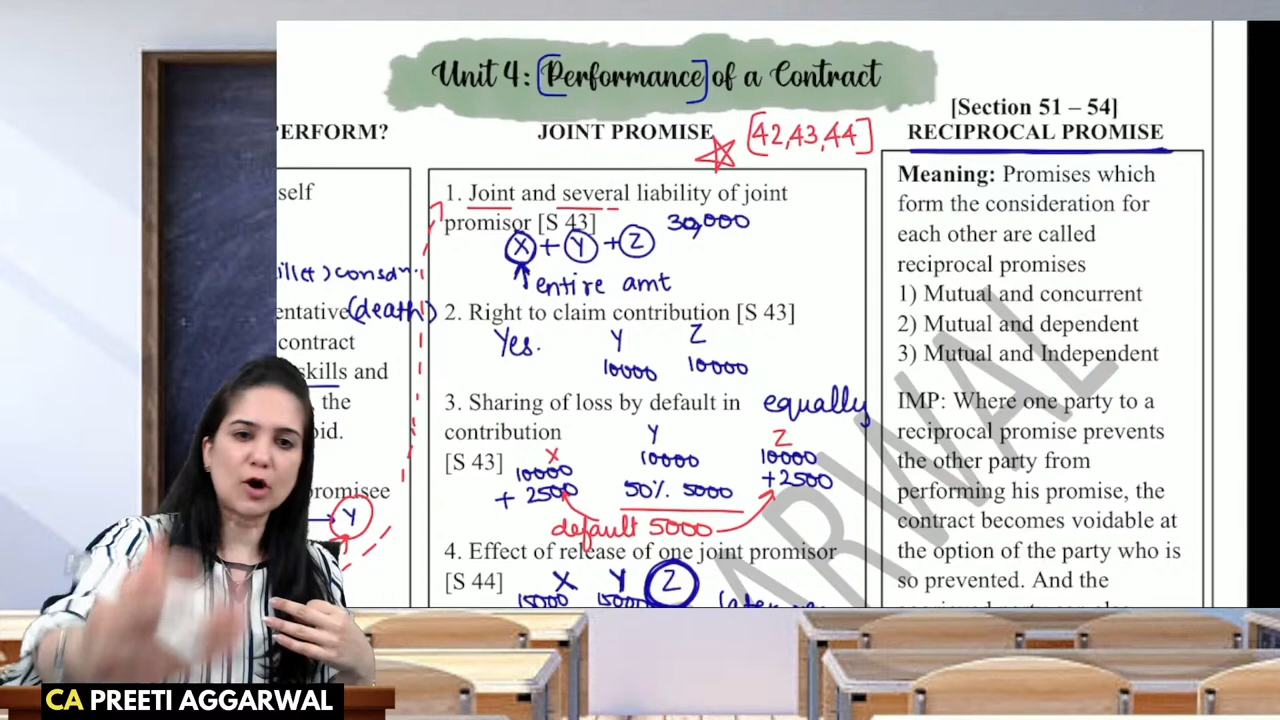 Unit 4: Performance of a Contract
ERFORM?
self
(death)
entative
contract
skills and
the
oid.
promisee
Y
JOINT PROMISE [42,43,44]
1. Joint and several liability of joint
promisor [S 43] 30,000
X + Y + Z
entire amt
2. Right to claim contribution [S 43]
Yes. Y Z
10000 10000
3. Sharing of loss by default in equally
contribution Y Z
[S 43] X 10000 10000
10000 50%. 5000 +2500
+ 2500
default 5000
4. Effect of release of one joint promisor
[S 44] X Y Z
15000 15000
[Section 51 – 54]
RECIPROCAL PROMISE
Meaning: Promises which
form the consideration for
each other are called
reciprocal promises
1) Mutual and concurrent
2) Mutual and dependent
3) Mutual and Independent
IMP: Where one party to a
reciprocal promise prevents
the other party from
performing his promise, the
contract becomes voidable at
the option of the party who is
so prevented. And the
ARWAL
CA PREETI AGGARWAL